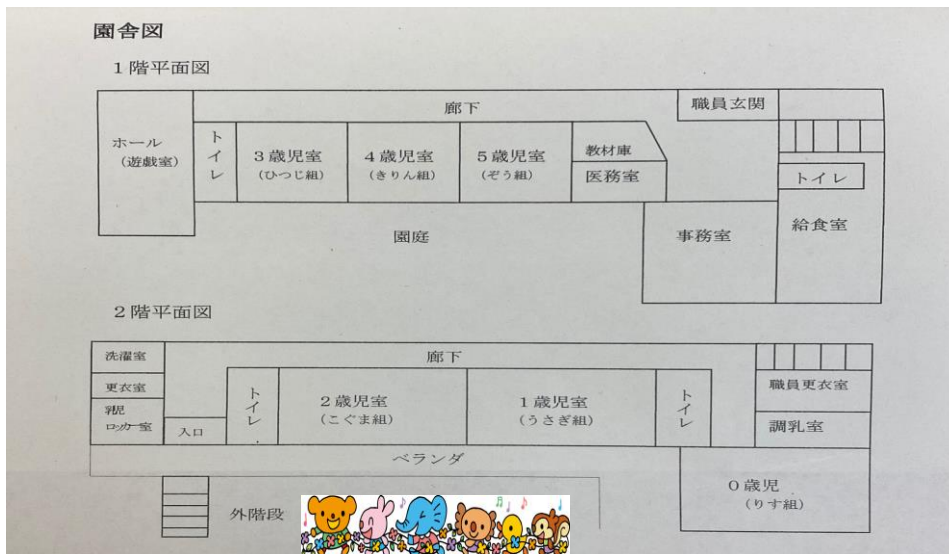 園舎図
1階平面図
廊下
職員玄関
ホール
(遊戯室)
トイレ
3歳児室
(ひつじ組)
4歳児室
(きりん組)
5歳児室
(ぞう組)
教材庫
医務室
トイレ
園庭
事務室
給食室
2階平面図
洗濯室
廊下
更衣室
乳児
ロッカー室
入口
トイレ
2歳児室
(こぐま組)
1歳児室
(うさぎ組)
トイレ
職員更衣室
調乳室
ベランダ
0歳児
(りす組)
外階段